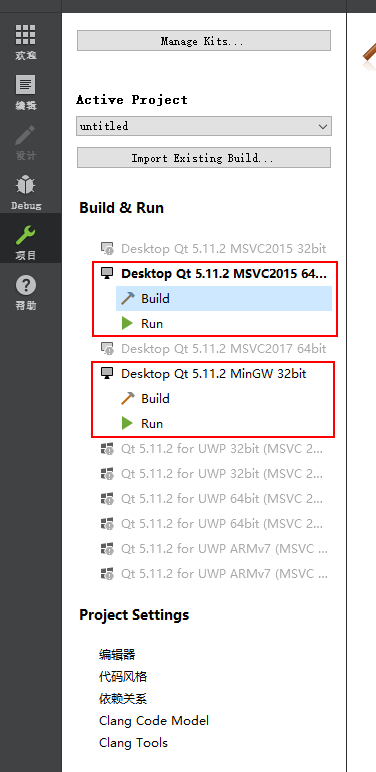 欢迎
编辑
设计
Debug
项目
帮助
Manage Kits...
Active Project
untitled
Import Existing Build...
Build & Run
Desktop Qt 5.11.2 MSVC2015 32bit
Desktop Qt 5.11.2 MSVC2015 64...
Build
Run
Desktop Qt 5.11.2 MSVC2017 64bit
Desktop Qt 5.11.2 MinGW 32bit
Build
Run
Qt 5.11.2 for UWP 32bit (MSVC 2...
Qt 5.11.2 for UWP 32bit (MSVC 2...
Qt 5.11.2 for UWP 64bit (MSVC 2...
Qt 5.11.2 for UWP 64bit (MSVC 2...
Qt 5.11.2 for UWP ARMv7 (MSVC ...
Qt 5.11.2 for UWP ARMv7 (MSVC ...
Project Settings
编辑器
代码风格
依赖关系
Clang Code Model
Clang Tools